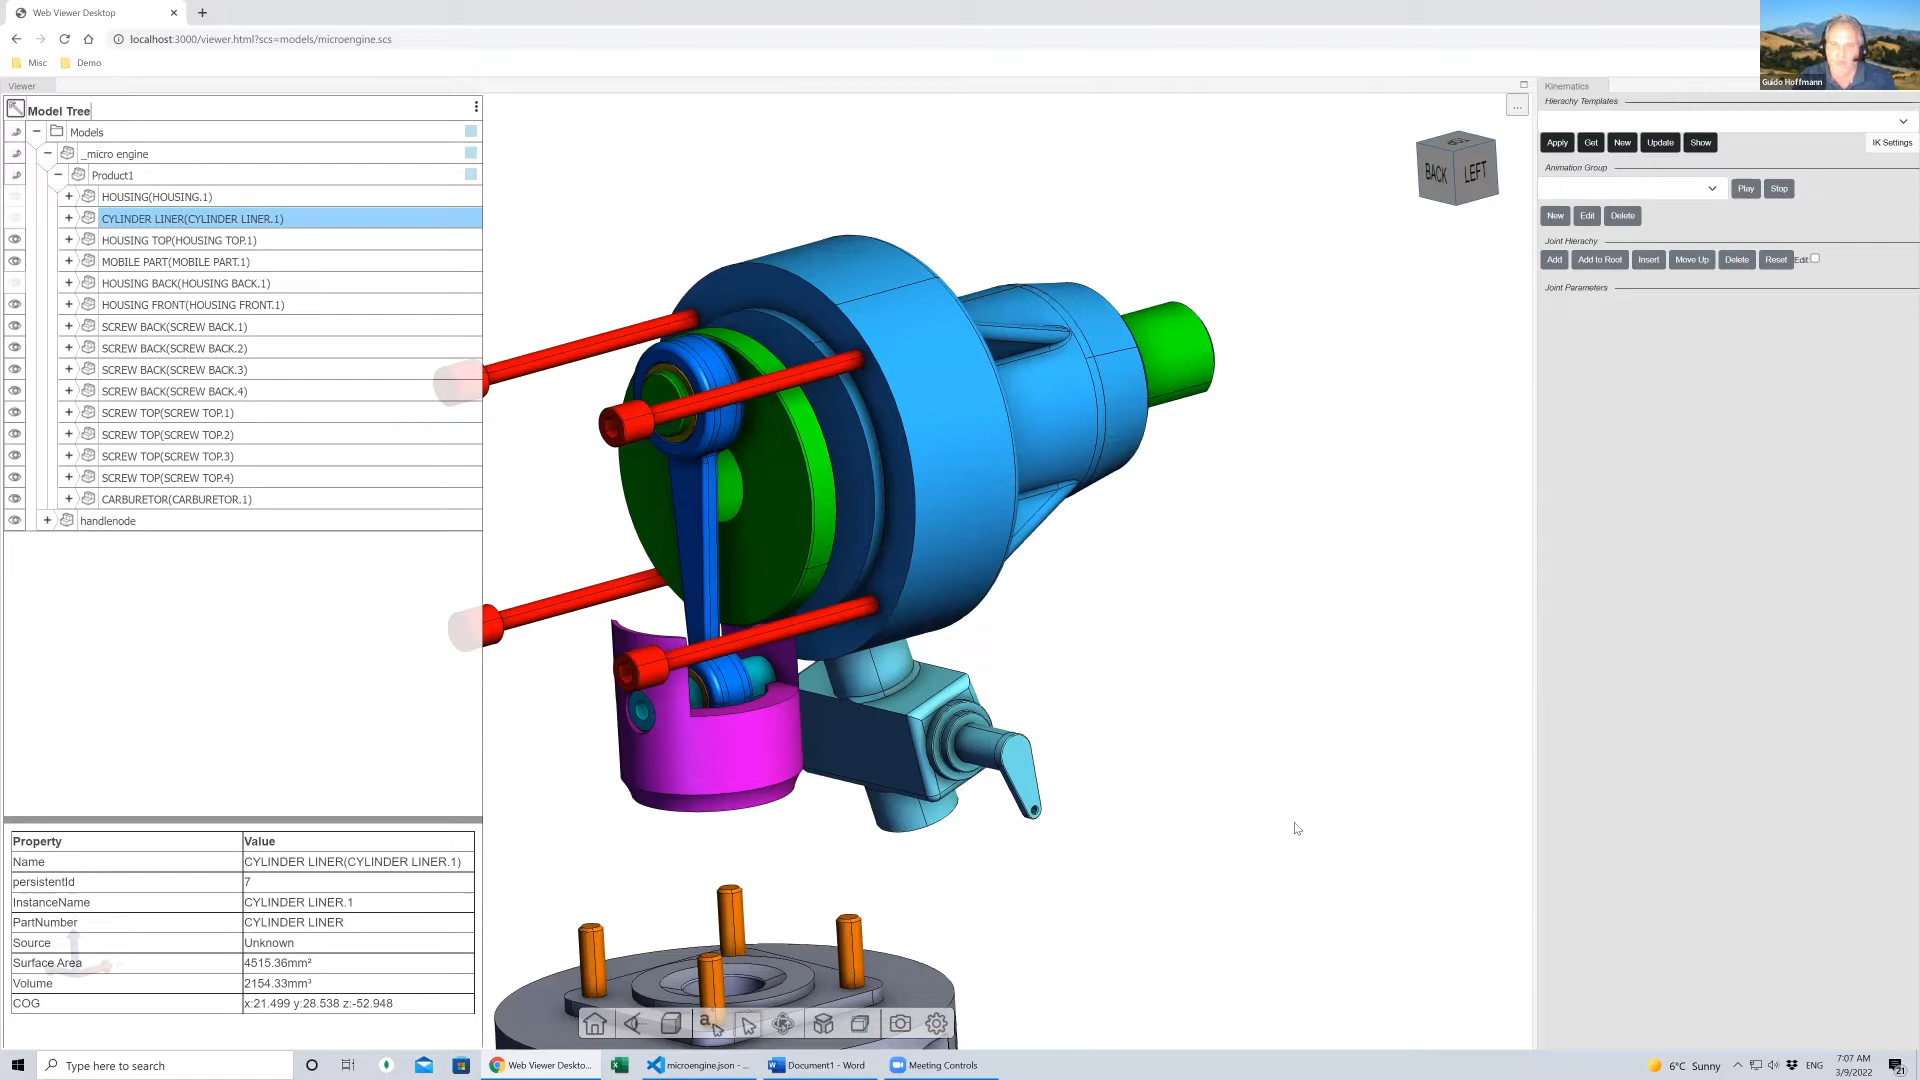 Web Viewer Desktop
localhost:3000/viewer.html?scs=models/microengine.scs
Misc
Demo
Guido Hoffmann
Viewer
Model Tree
Models
_micro engine
Product1
HOUSING(HOUSING.1)
CYLINDER LINER(CYLINDER LINER.1)
HOUSING TOP(HOUSING TOP.1)
MOBILE PART(MOBILE PART.1)
HOUSING BACK(HOUSING BACK.1)
HOUSING FRONT(HOUSING FRONT.1)
SCREW BACK(SCREW BACK.1)
SCREW BACK(SCREW BACK.2)
SCREW BACK(SCREW BACK.3)
SCREW BACK(SCREW BACK.4)
SCREW TOP(SCREW TOP.1)
SCREW TOP(SCREW TOP.2)
SCREW TOP(SCREW TOP.3)
SCREW TOP(SCREW TOP.4)
CARBURETOR(CARBURETOR.1)
handlenode
Property Value
Name CYLINDER LINER(CYLINDER LINER.1)
persistentId 7
InstanceName CYLINDER LINER.1
PartNumber CYLINDER LINER
Source Unknown
Surface Area 4515.36mm²
Volume 2154.33mm³
COG x:21.499 y:28.538 z:-52.948
TOP
BACK LEFT
...
Kinematics
Hierachy Templates
Apply Get New Update Show IK Settings
Animation Group
Play Stop
New Edit Delete
Joint Hierachy
Add Add to Root Insert Move Up Delete Reset Edit
Joint Parameters
a
Type here to search
Web Viewer Deskto...
microengine.json - ...
Document1 - Word
Meeting Controls
6°C Sunny
ENG
7:07 AM
3/9/2022
21